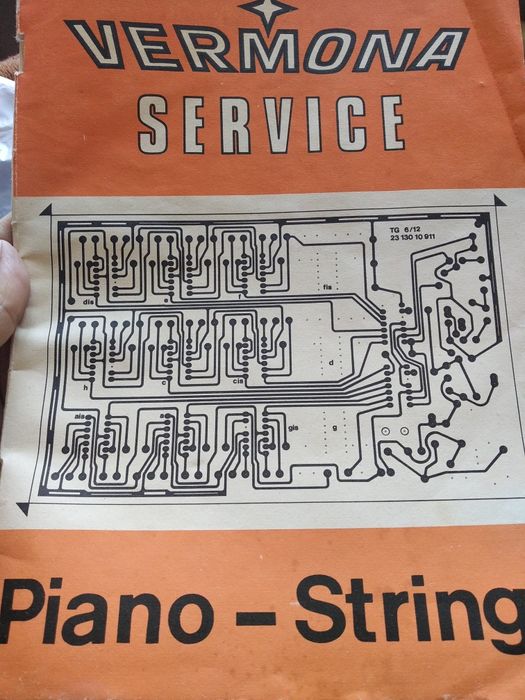 VERMONA
SERVICE
TG 6/12
23 130 10 911
dis e f fis
h c cis d
ais a gis g
Piano - String